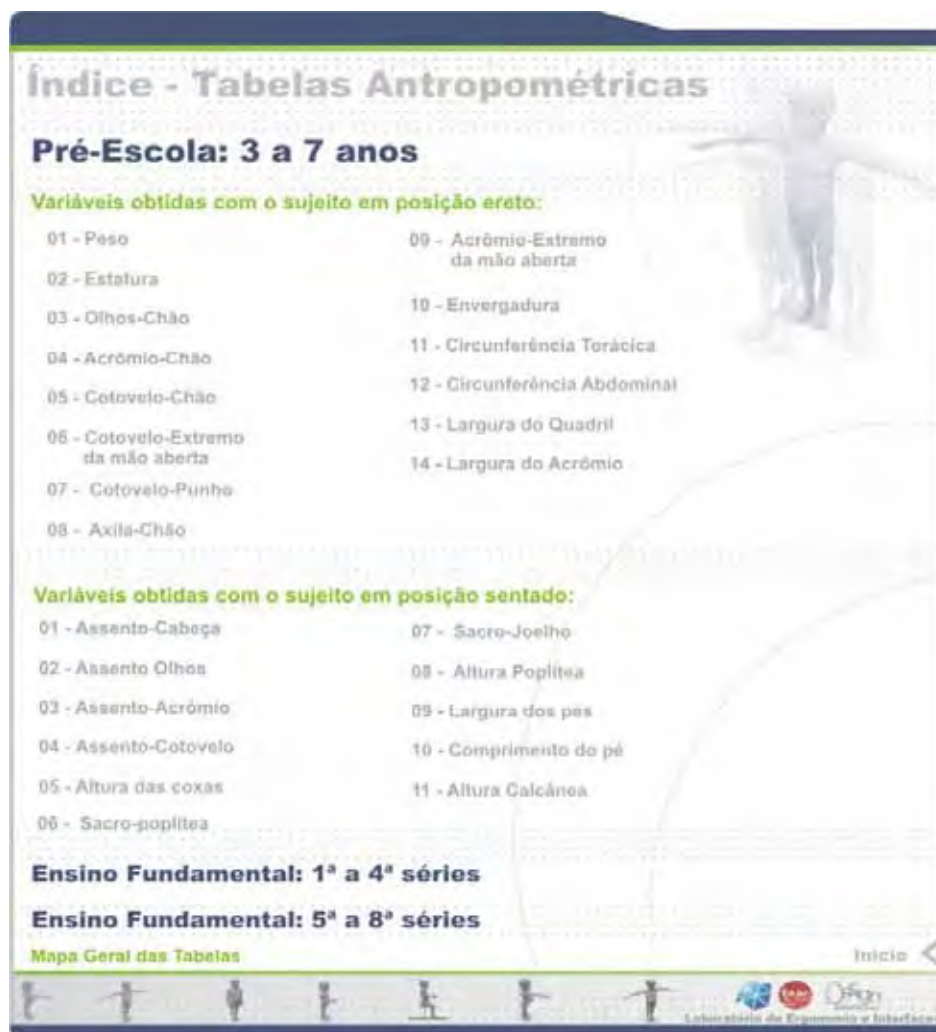 Índice - Tabelas Antropométricas
Pré-Escola: 3 a 7 anos
Variáveis obtidas com o sujeito em posição ereto:
01 - Peso
02 - Estatura
03 - Olhos-Chão
04 - Acrômio-Chão
05 - Cotovelo-Chão
06 - Cotovelo-Extremo
da mão aberta
07 - Cotovelo-Punho
08 - Axila-Chão
09 - Acrômio-Extremo
da mão aberta
10 - Envergadura
11 - Circunferência Torácica
12 - Circunferência Abdominal
13 - Largura do Quadril
14 - Largura do Acrômio
Variáveis obtidas com o sujeito em posição sentado:
01 - Assento-Cabeça
02 - Assento Olhos
03 - Assento-Acrômio
04 - Assento-Cotovelo
05 - Altura das coxas
06 - Sacro-poplítea
07 - Sacro-Joelho
08 - Altura Poplítea
09 - Largura dos pes
10 - Comprimento do pé
11 - Altura Calcânea
Ensino Fundamental: 1ª a 4ª séries
Ensino Fundamental: 5ª a 8ª séries
Mapa Geral das Tabelas
Início
Laboratório de Ergonomia e Interfaces